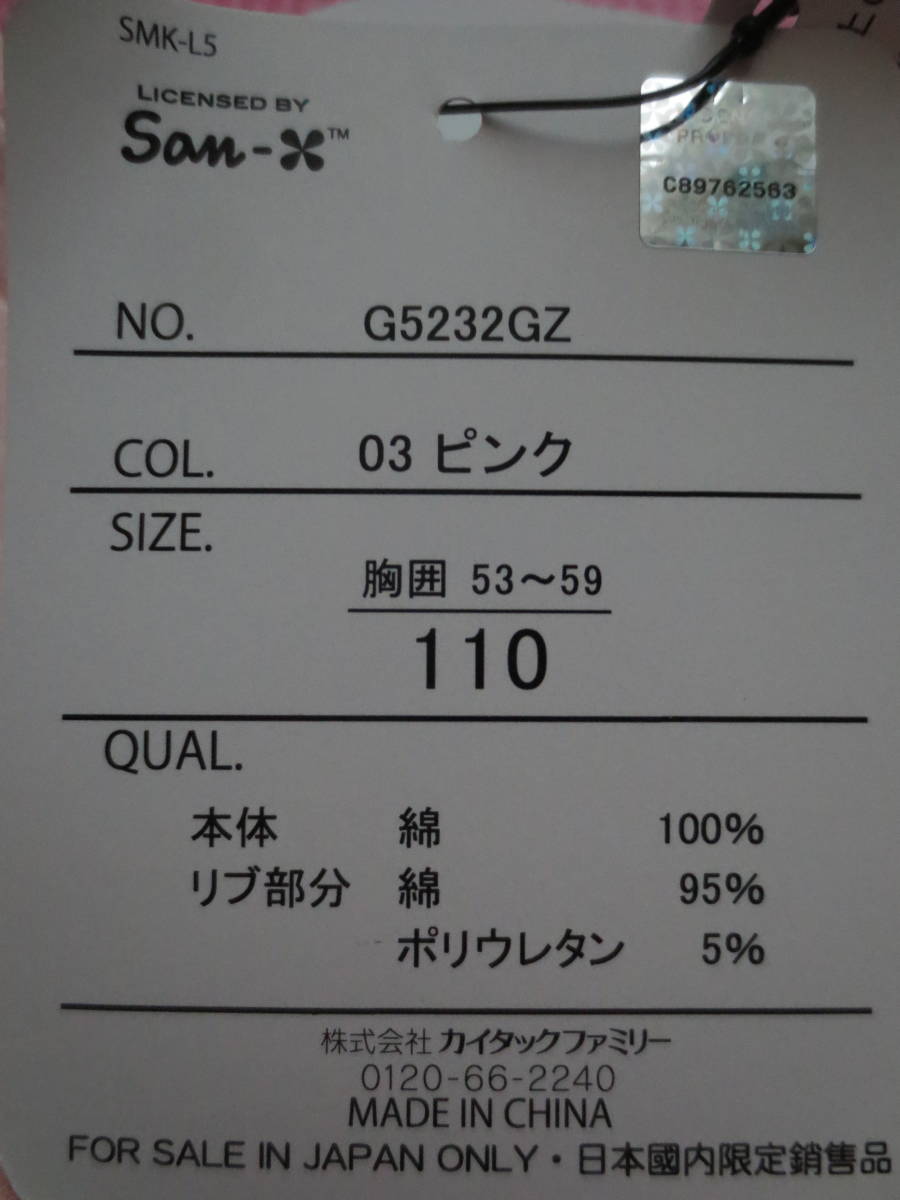 SMK-L5
LICENSED BY
San-X™
C89762563
NO. G5232GZ
COL. 03 ピンク
SIZE.
胸囲 53～59
110
QUAL.
本体 綿 100%
リブ部分 綿 95%
ポリウレタン 5%
株式会社 カイタックファミリー
0120-66-2240
MADE IN CHINA
FOR SALE IN JAPAN ONLY・日本國内限定銷售品